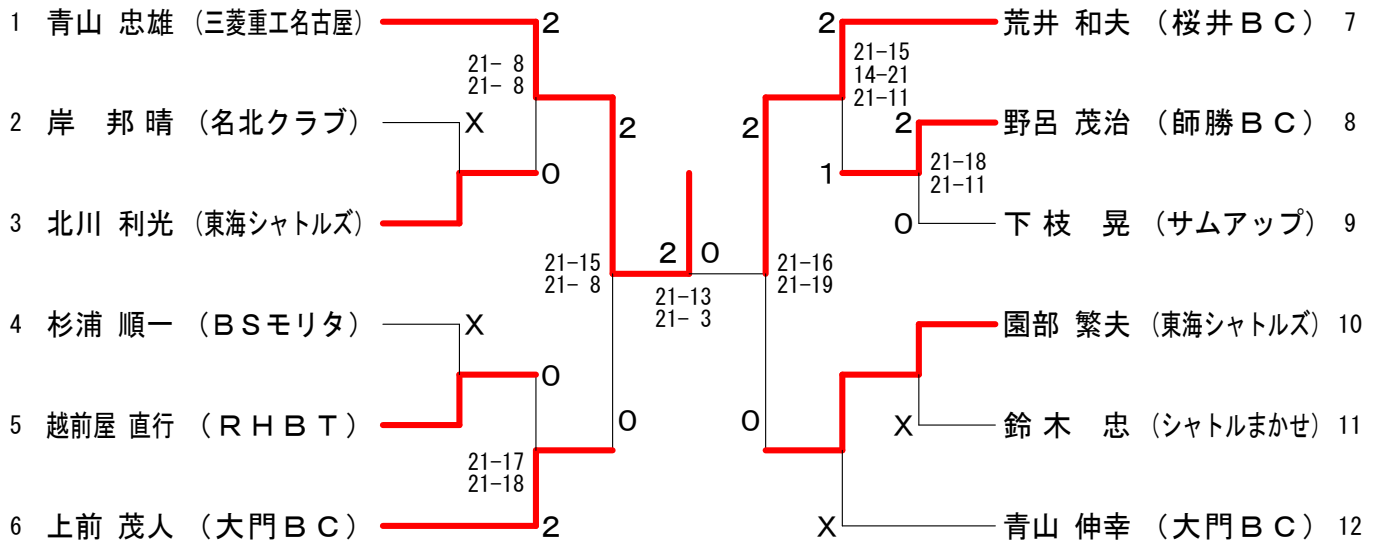 1 青山 忠雄 (三菱重工名古屋) 2 2 荒井 和夫 (桜井ＢＣ) 7
21- 8 21-15
21- 8 14-21
21-11
2 岸 邦晴 (名北クラブ) X 2 2 2 野呂 茂治 (師勝ＢＣ) 8
21-18
0 1 21-11
3 北川 利光 (東海シャトルズ) 0 下枝 晃 (サムアップ) 9
21-15 2 0 21-16
21- 8 21-13 21-19
21- 3
4 杉浦 順一 (ＢＳモリタ) X 園部 繁夫 (東海シャトルズ) 10
0
5 越前屋 直行 (ＲＨＢＴ) 0 0 X 鈴木 忠 (シャトルまかせ) 11
21-17
21-18
6 上前 茂人 (大門ＢＣ) 2 X 青山 伸幸 (大門ＢＣ) 12